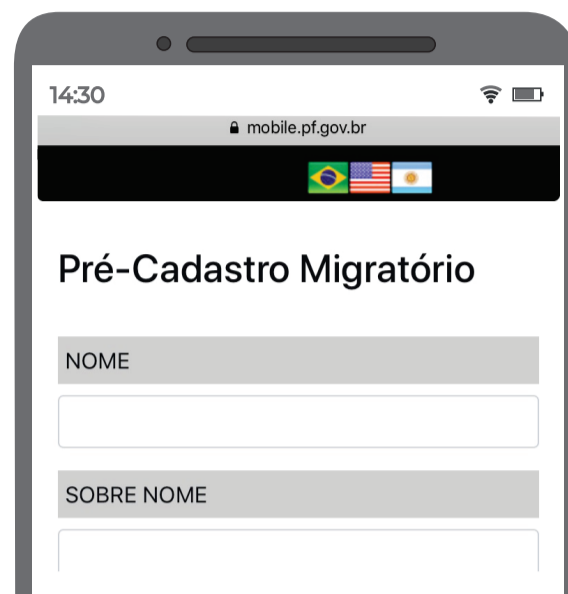 14:30
mobile.pf.gov.br
Pré-Cadastro Migratório
NOME
SOBRE NOME